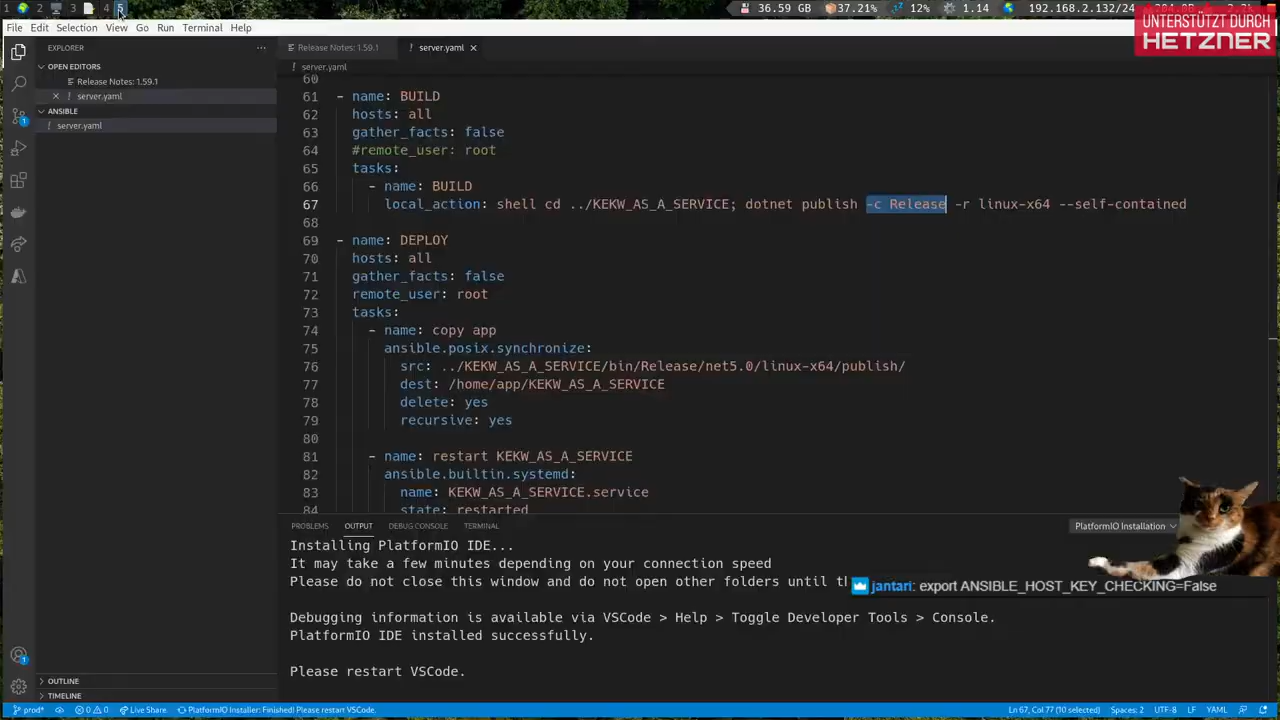 1 2 3 4 5
36.59 GB 37.21% 12% 1.14 192.168.2.132/24
UNTERSTÜTZT DURCH
HETZNER
File Edit Selection View Go Run Terminal Help
EXPLORER
Release Notes: 1.59.1
server.yaml
OPEN EDITORS
server.yaml
Release Notes: 1.59.1
server.yaml
ANSIBLE
server.yaml
60
61 - name: BUILD
62 hosts: all
63 gather_facts: false
64 #remote_user: root
65 tasks:
66 - name: BUILD
67 local_action: shell cd ../KEKW_AS_A_SERVICE; dotnet publish -c Release -r linux-x64 --self-contained
68
69 - name: DEPLOY
70 hosts: all
71 gather_facts: false
72 remote_user: root
73 tasks:
74 - name: copy app
75 ansible.posix.synchronize:
76 src: ../KEKW_AS_A_SERVICE/bin/Release/net5.0/linux-x64/publish/
77 dest: /home/app/KEKW_AS_A_SERVICE
78 delete: yes
79 recursive: yes
80
81 - name: restart KEKW_AS_A_SERVICE
82 ansible.builtin.systemd:
83 name: KEKW_AS_A_SERVICE.service
84 state: restarted
PROBLEMS OUTPUT DEBUG CONSOLE TERMINAL
PlatformIO Installation
Installing PlatformIO IDE...
It may take a few minutes depending on your connection speed
Please do not close this window and do not open other folders until th
jantari: export ANSIBLE_HOST_KEY_CHECKING=False
Debugging information is available via VSCode > Help > Toggle Developer Tools > Console.
PlatformIO IDE installed successfully.
Please restart VSCode.
OUTLINE
TIMELINE
prod* 0 0 Live Share PlatformIO Installer: Finished! Please restart VSCode.
Ln 67, Col 77 (10 selected) Spaces: 2 UTF-8 LF YAML